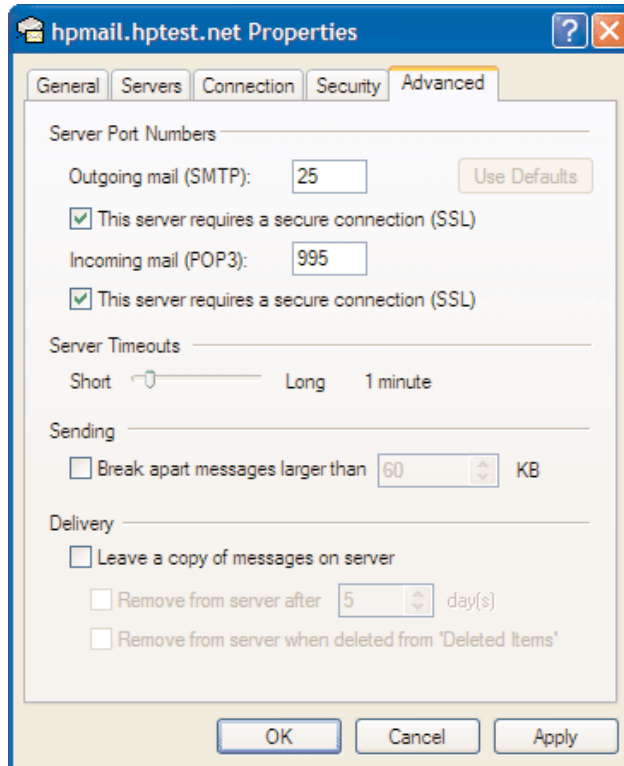 hpmail.hptest.net Properties
?
General Servers Connection Security Advanced
Server Port Numbers
Outgoing mail (SMTP): 25 Use Defaults
This server requires a secure connection (SSL)
Incoming mail (POP3): 995
This server requires a secure connection (SSL)
Server Timeouts
Short Long 1 minute
Sending
Break apart messages larger than 60 KB
Delivery
Leave a copy of messages on server
Remove from server after 5 day(s)
Remove from server when deleted from 'Deleted Items'
OK Cancel Apply